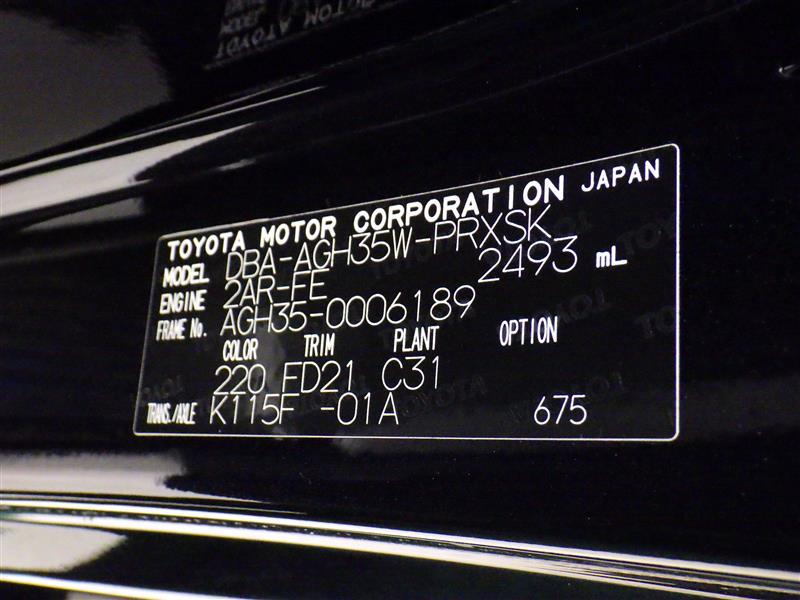 TOYOTA MOTOR CORPORATION JAPAN
MODEL DBA-AGH35W-PRXSK
ENGINE 2AR-FE 2493 mL
FRAME No. AGH35-0006189
COLOR TRIM PLANT OPTION
220 FD21 C31
TRANS./AXLE K115F -01A 675